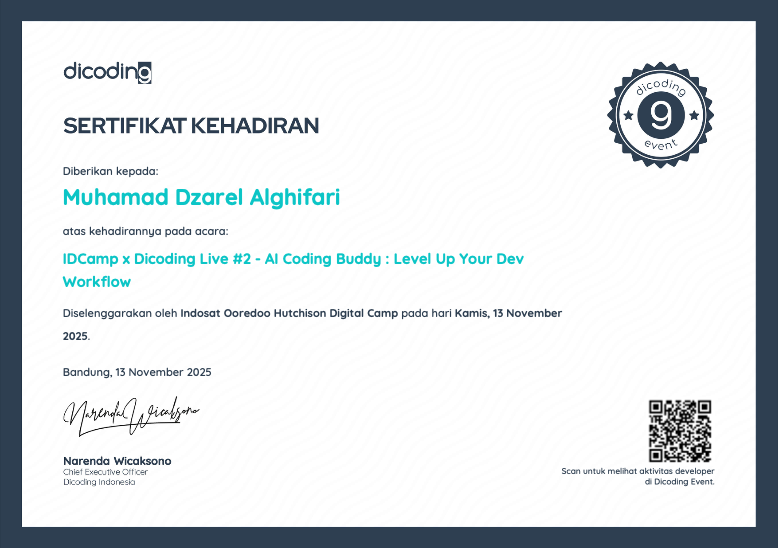 dicoding
SERTIFIKAT KEHADIRAN
dicoding
9
event
Diberikan kepada:
Muhamad Dzarel Alghifari
atas kehadirannya pada acara:
IDCamp x Dicoding Live #2 - AI Coding Buddy : Level Up Your Dev
Workflow
Diselenggarakan oleh Indosat Ooredoo Hutchison Digital Camp pada hari Kamis, 13 November
2025.
Bandung, 13 November 2025
Narenda Wicaksono
Narenda Wicaksono
Chief Executive Officer
Dicoding Indonesia
Scan untuk melihat aktivitas developer
di Dicoding Event.